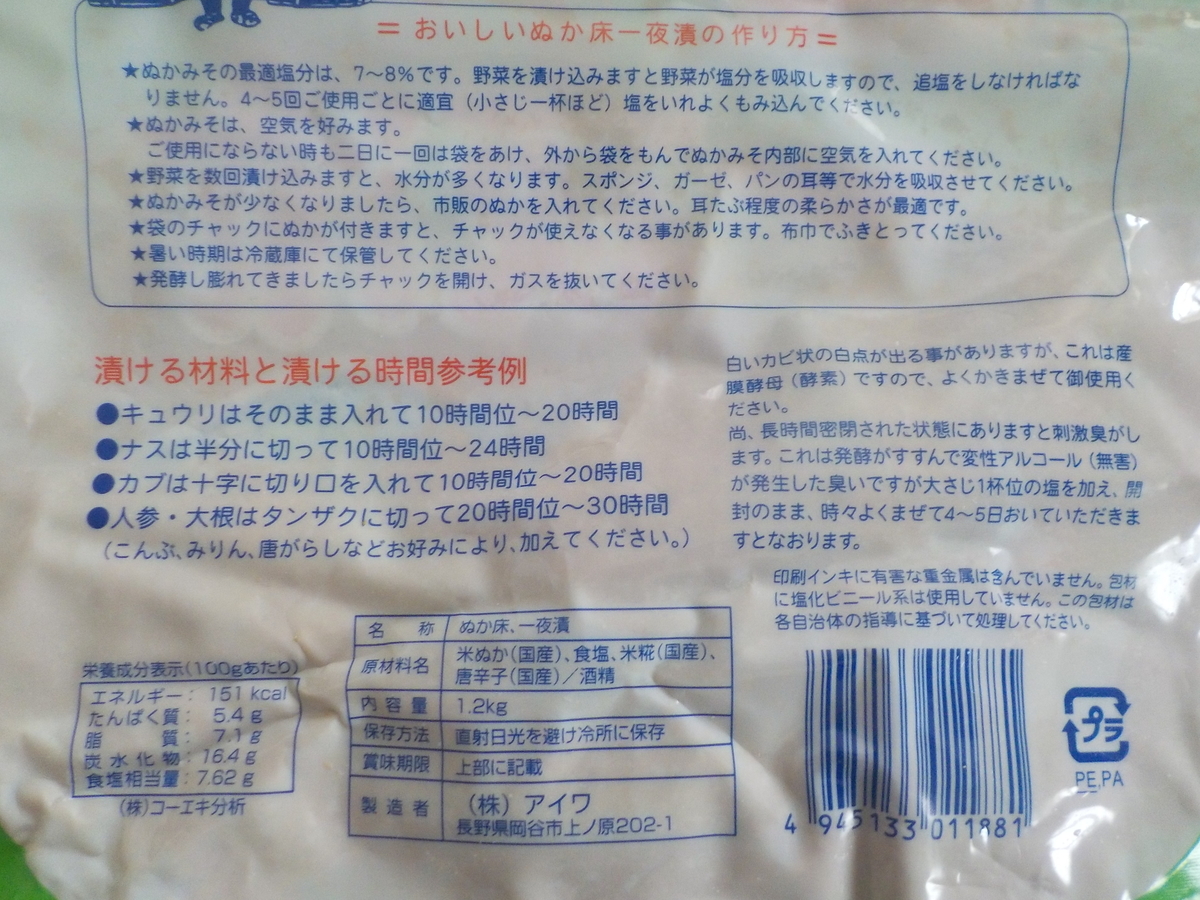 ＝おいしいぬか床一夜漬の作り方＝
★ぬかみその最適塩分は、7～8％です。野菜を漬け込みますと野菜が塩分を吸収しますので、追塩をしなければな
りません。4～5回ご使用ごとに適宜（小さじ一杯ほど）塩をいれよくもみ込んでください。
★ぬかみそは、空気を好みます。
ご使用にならない時も二日に一回は袋をあけ、外から袋をもんでぬかみそ内部に空気を入れてください。
★野菜を数回漬け込みますと、水分が多くなります。スポンジ、ガーゼ、パンの耳等で水分を吸収させてください。
★ぬかみそが少なくなりましたら、市販のぬかを入れてください。耳たぶ程度の柔らかさが最適です。
★袋のチャックにぬかが付きますと、チャックが使えなくなる事があります。布巾でふきとってください。
★暑い時期は冷蔵庫にて保管してください。
★発酵し膨れてきましたらチャックを開け、ガスを抜いてください。
漬ける材料と漬ける時間参考例
●キュウリはそのまま入れて10時間位～20時間
●ナスは半分に切って10時間位～24時間
●カブは十字に切り口を入れて10時間位～20時間
●人参・大根はタンザクに切って20時間位～30時間
（こんぶ、みりん、唐がらしなどお好みにより、加えてください。）
白いカビ状の白点が出る事がありますが、これは産
膜酵母（酵素）ですので、よくかきまぜて御使用く
ださい。
尚、長時間密閉された状態にありますと刺激臭がし
ます。これは発酵がすすんで変性アルコール（無害）
が発生した臭いですが大さじ1杯位の塩を加え、開
封のまま、時々よくまぜて4～5日おいていただきま
すとなおります。
印刷インキに有害な重金属は含んでいません。包材
に塩化ビニール系は使用していません。この包材は
各自治体の指導に基づいて処理してください。
栄養成分表示（100gあたり）
エネルギー：151 kcal
たんぱく質：5.4 g
脂質：7.1 g
炭水化物：16.4 g
食塩相当量：7.62 g
（株）コーエキ分析
名称 ぬか床、一夜漬
原材料名 米ぬか（国産）、食塩、米糀（国産）、
唐辛子（国産）／酒精
内容量 1.2kg
保存方法 直射日光を避け冷所に保存
賞味期限 上部に記載
製造者 （株）アイワ
長野県岡谷市上ノ原202-1
4 945133 011881
プラ
PE,PA